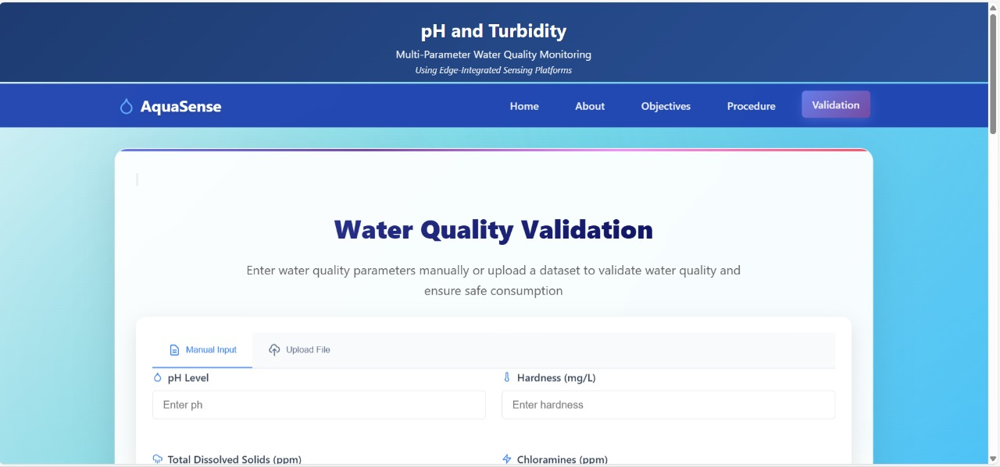 pH and Turbidity
Multi-Parameter Water Quality Monitoring
Using Edge-Integrated Sensing Platforms
AquaSense
Home
About
Objectives
Procedure
Validation
Water Quality Validation
Enter water quality parameters manually or upload a dataset to validate water quality and
ensure safe consumption
Manual Input
Upload File
pH Level
Hardness (mg/L)
Enter ph
Enter hardness
Total Dissolved Solids (ppm)
Chloramines (ppm)